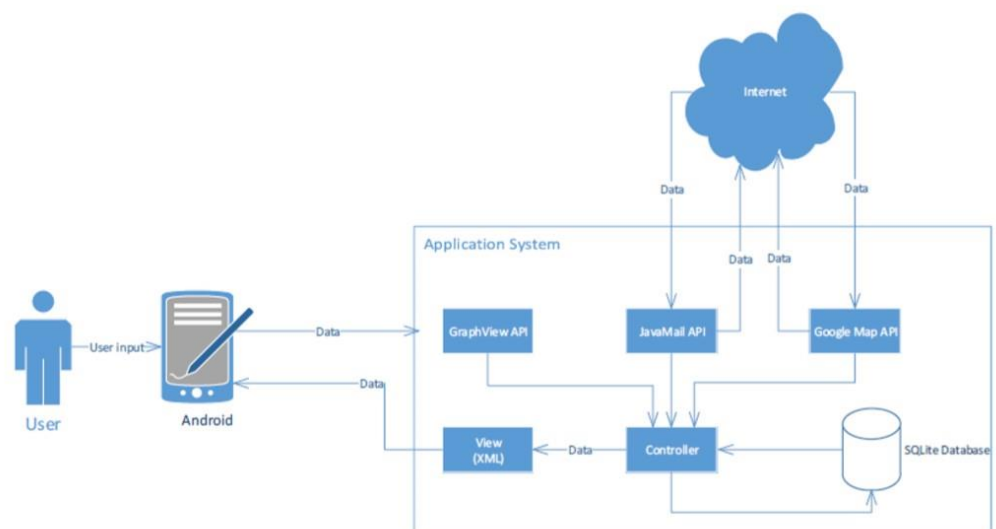 Internet
Data
Data
Application System
Data
Data
GraphView API
JavaMail API
Google Map API
Data
User input
Data
User
Android
View
(XML)
Data
Controller
SQLite Database